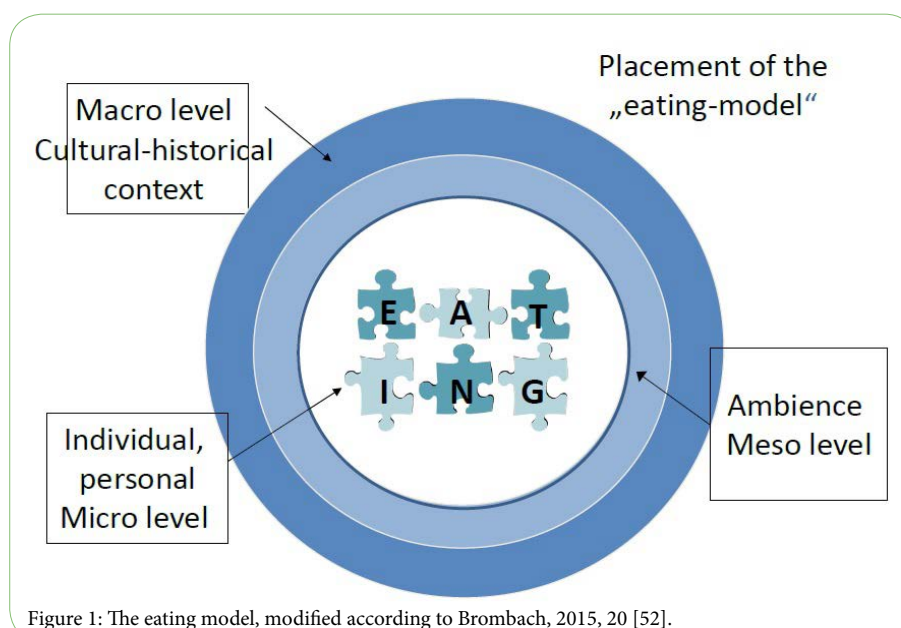 Placement of the
„eating-model“
Macro level
Cultural-historical
context
E A T
I N G
Individual,
personal
Micro level
Ambience
Meso level
Figure 1: The eating model, modified according to Brombach, 2015, 20 [52].